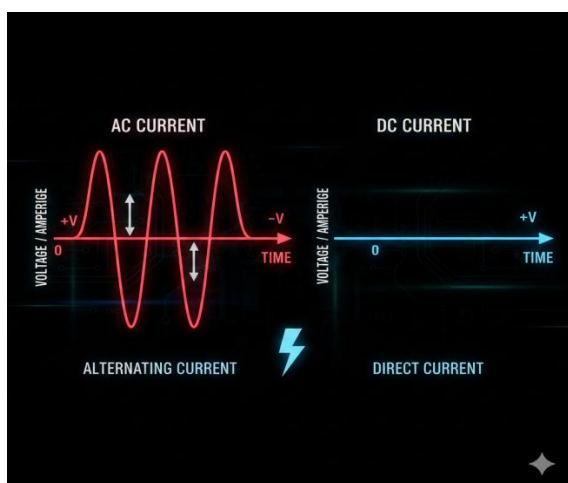 AC CURRENT
VOLTAGE / AMPERIGE
+V
-V
0
TIME
ALTERNATING CURRENT
DC CURRENT
VOLTAGE / AMPERIGE
+V
0
TIME
DIRECT CURRENT